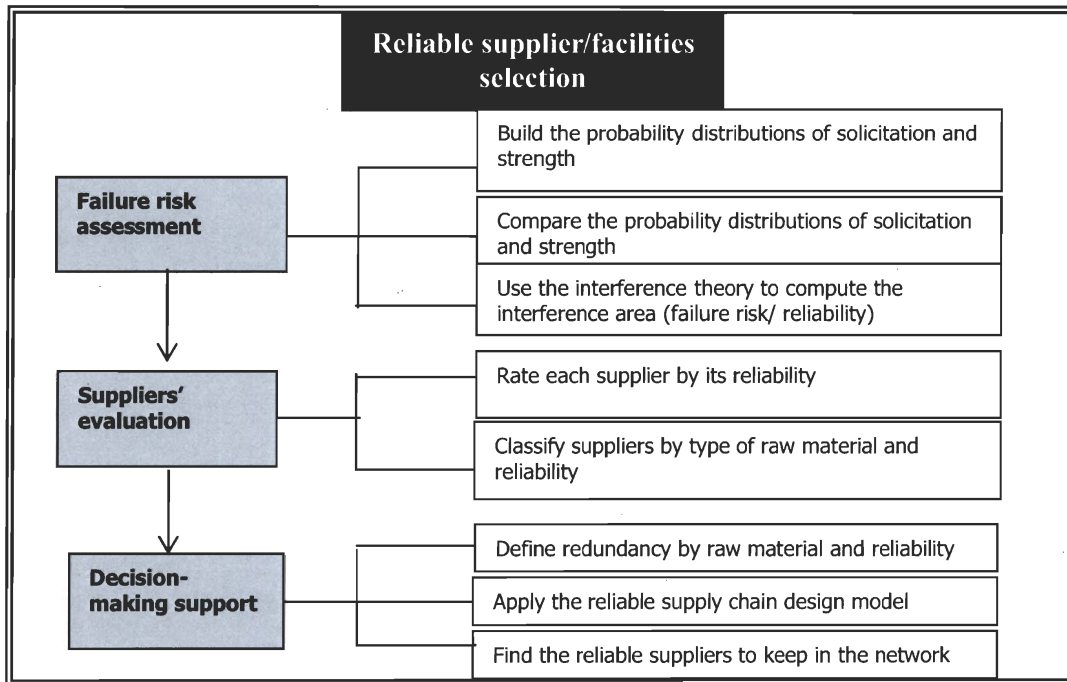 Reliable supplier/facilities
selection
Build the probability distributions of solicitation and
strength
Failure risk
assessment
Compare the probability distributions of solicitation
and strength
Use the interference theory to compute the
interference area (failure risk/ reliability)
Rate each supplier by its reliability
Suppliers'
evaluation
Classify suppliers by type of raw material and
reliability
Define redundancy by raw material and reliability
Decision-
making support
Apply the reliable supply chain design model
Find the reliable suppliers to keep in the network